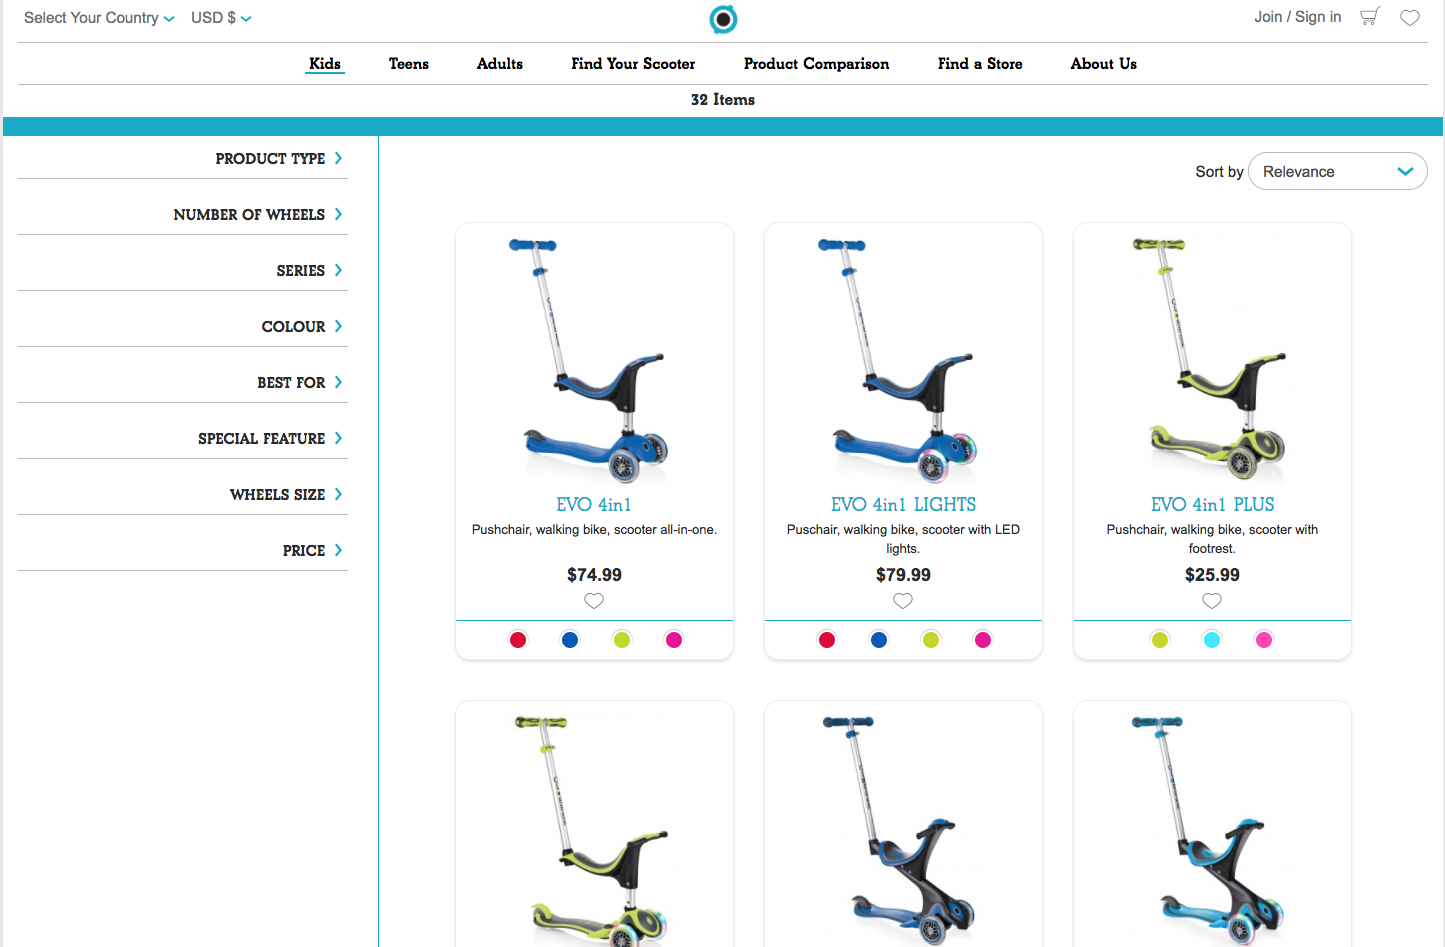 Select Your Country USD $ Join / Sign in
Kids Teens Adults Find Your Scooter Product Comparison Find a Store About Us
32 Items
PRODUCT TYPE
NUMBER OF WHEELS
SERIES
COLOUR
BEST FOR
SPECIAL FEATURE
WHEELS SIZE
PRICE
Sort by Relevance
EVO 4in1
Pushchair, walking bike, scooter all-in-one.
$74.99
EVO 4in1 LIGHTS
Puschair, walking bike, scooter with LED
lights.
$79.99
EVO 4in1 PLUS
Pushchair, walking bike, scooter with
footrest.
$25.99